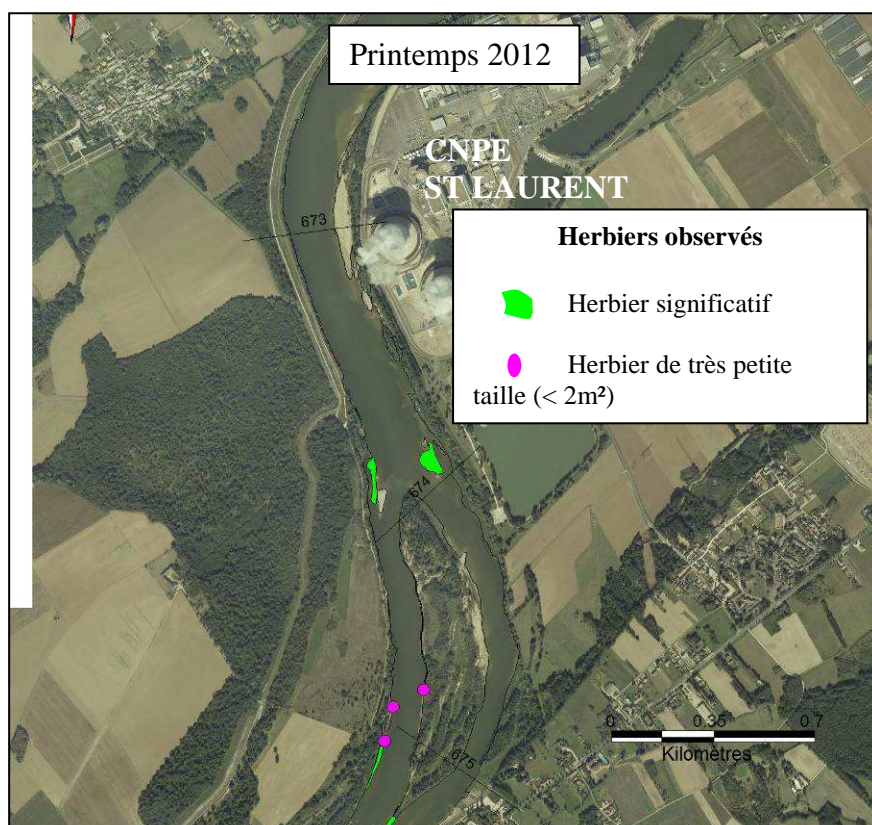 Printemps 2012
CNPE
ST LAURENT
673
Herbiers observés
Herbier significatif
Herbier de très petite
taille (< 2m²)
674
675
0 0.35 0.7
Kilomètres